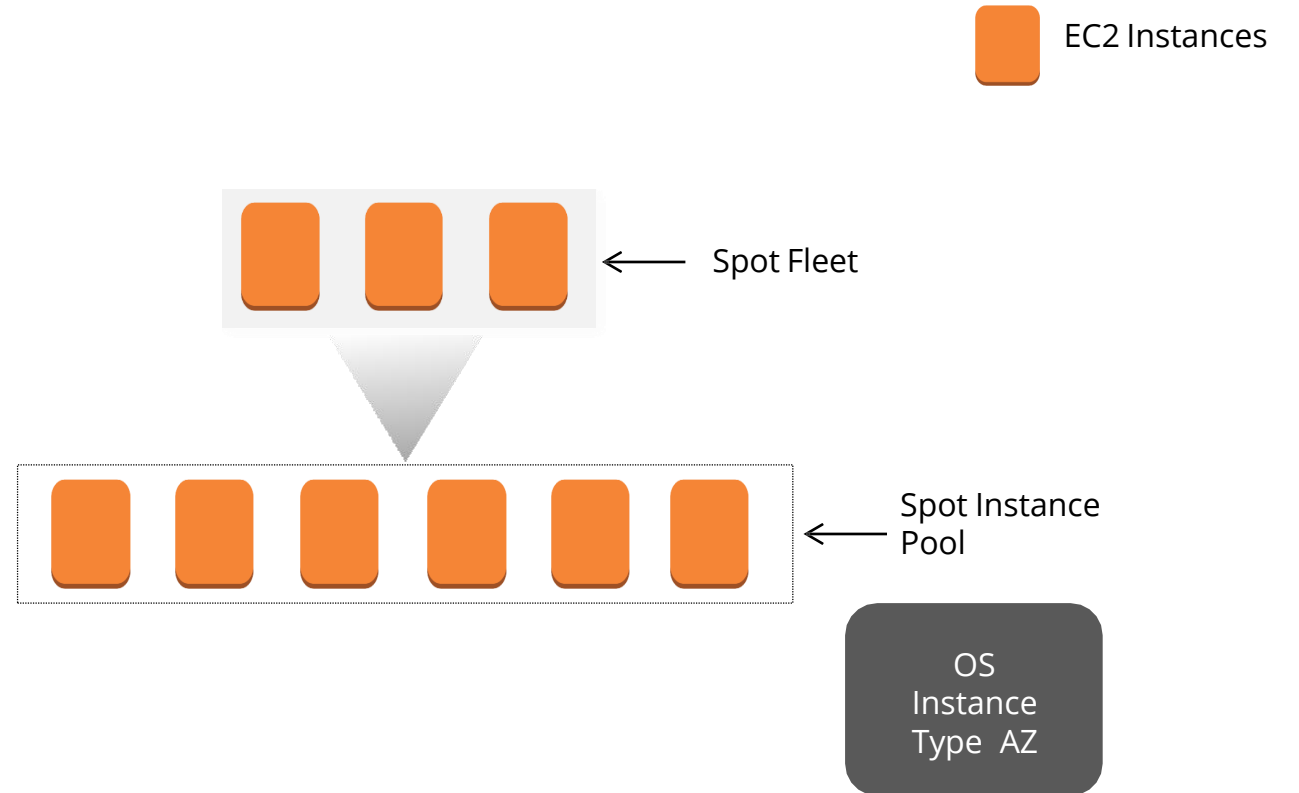 EC2 Instances
Spot Fleet
Spot Instance
Pool
OS
Instance
Type AZ